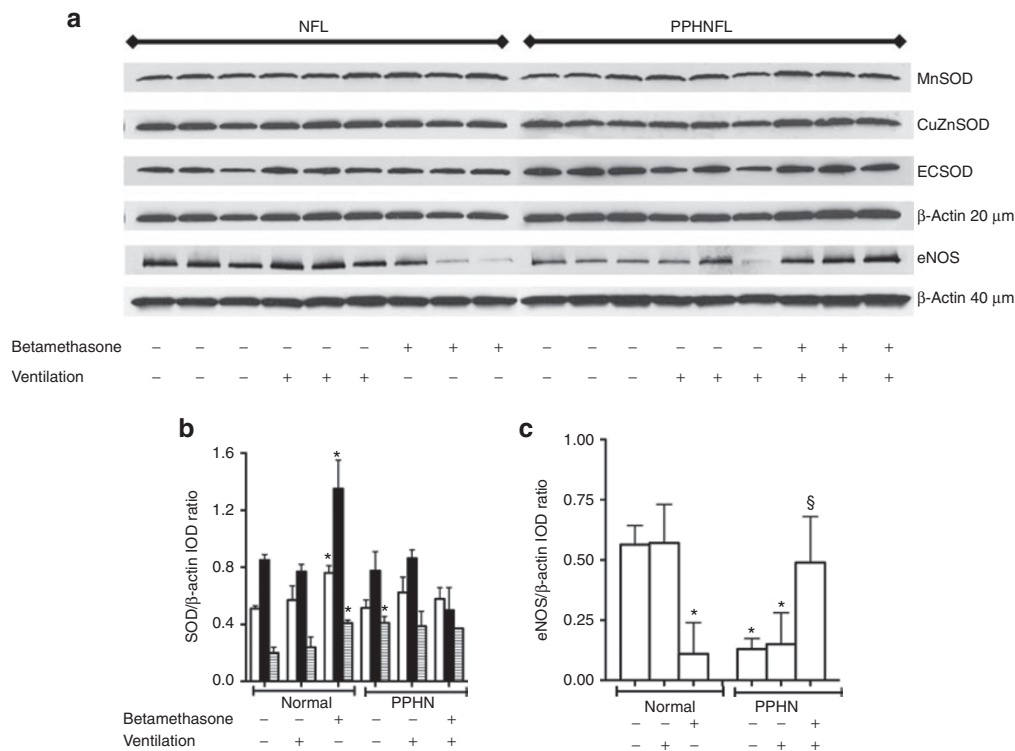 a
NFL PPHNFL
MnSOD
CuZnSOD
ECSOD
β-Actin 20 μm
eNOS
β-Actin 40 μm
Betamethasone – – – – – – + + + – – – – – – + + +
Ventilation – – – + + + – – – – – – + + + + + +
b
SOD/β-actin IOD ratio
1.6
1.2
0.8
0.4
0.0
* * * *
Normal PPHN
Betamethasone – – + – – +
Ventilation – + – – + +
c
eNOS/β-actin IOD ratio
1.00
0.75
0.50
0.25
0.00
* * * §
Normal PPHN
– – + – – +
– + – – + +